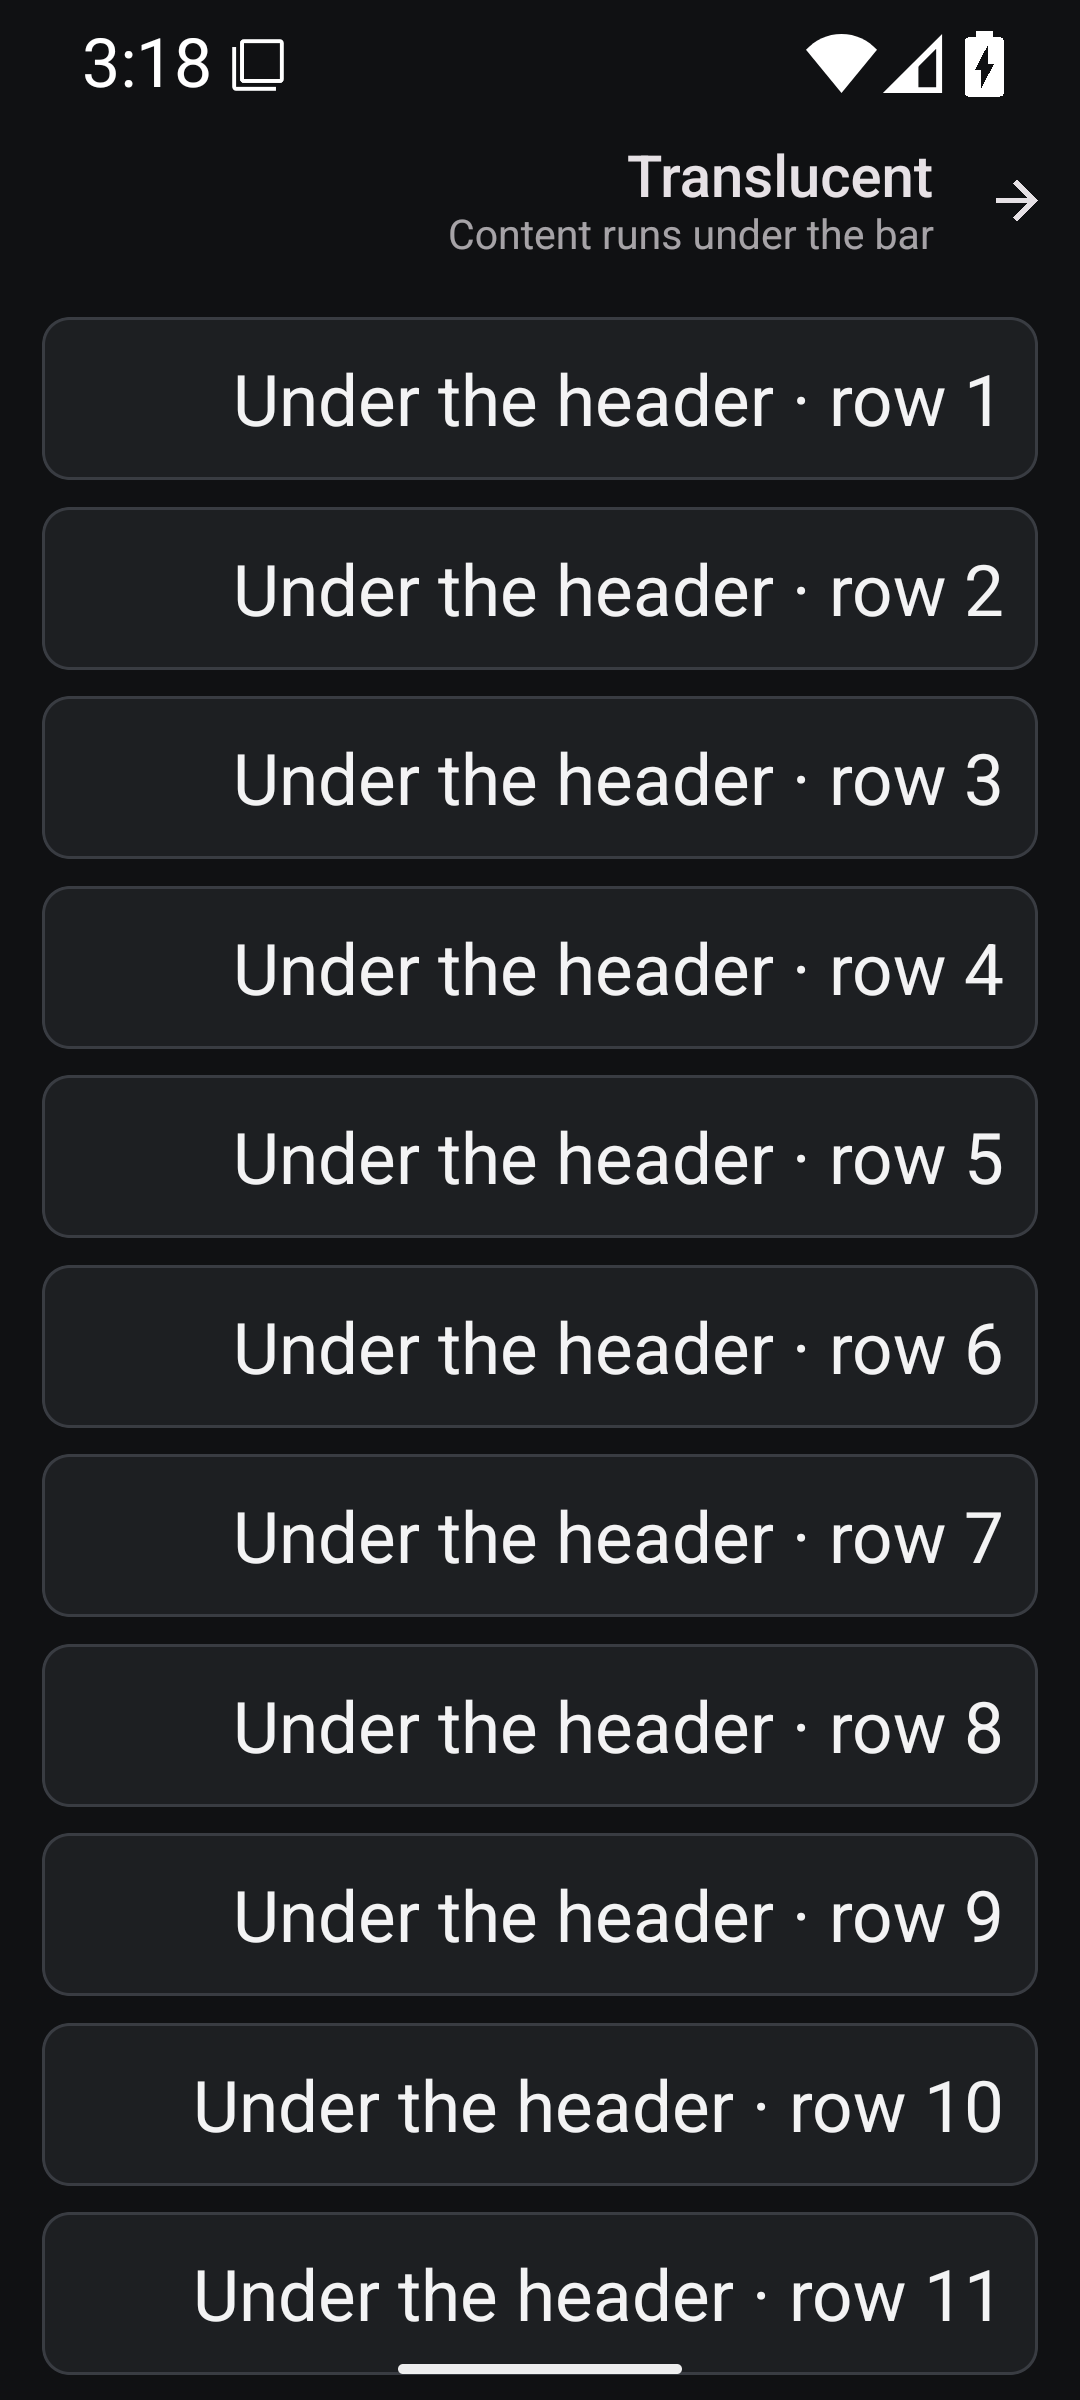 3:18
Translucent
Content runs under the bar
Under the header · row 1
Under the header · row 2
Under the header · row 3
Under the header · row 4
Under the header · row 5
Under the header · row 6
Under the header · row 7
Under the header · row 8
Under the header · row 9
Under the header · row 10
Under the header · row 11